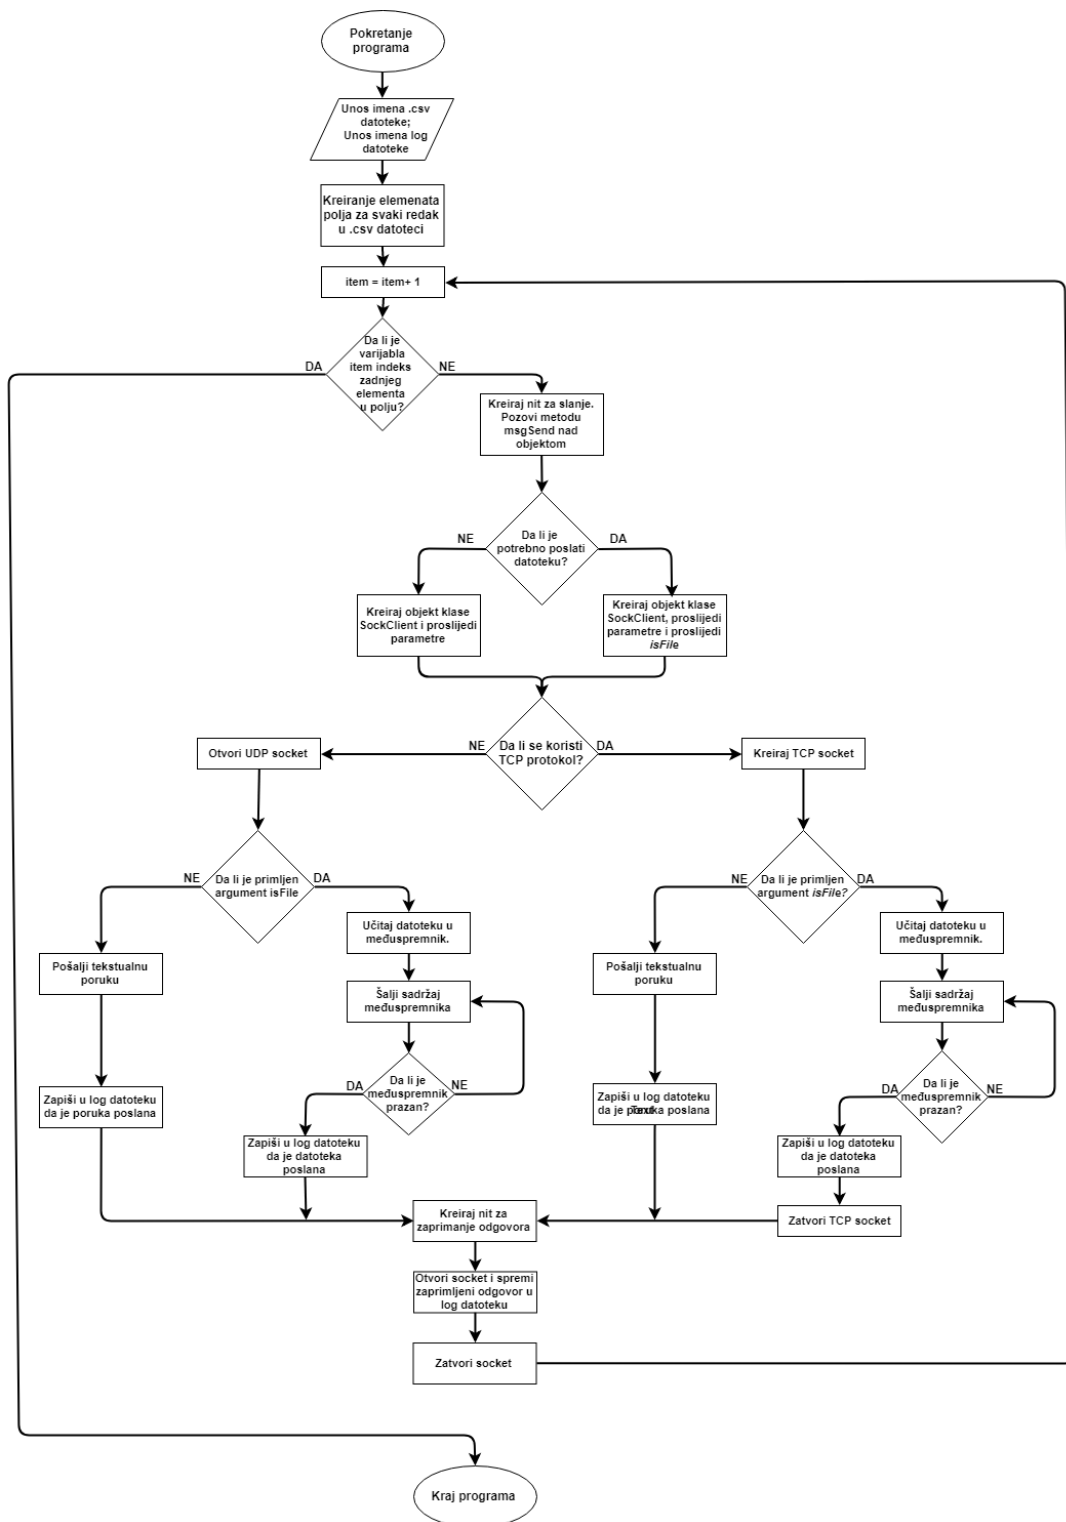 Pokretanje
programa
Unos imena .csv
datoteke;
Unos imena log
datoteke
Kreiranje elemenata
polja za svaki redak
u .csv datoteci
item = item+ 1
Da li je
varijabla
item indeks
zadnjeg
elementa
u polju?
DA
NE
Kreiraj nit za slanje.
Pozovi metodu
msgSend nad
objektom
Da li je
potrebno poslati
datoteku?
NE
DA
Kreiraj objekt klase
SockClient i proslijedi
parametre
Kreiraj objekt klase
SockClient, proslijedi
parametre i proslijedi
isFile
Da li se koristi
TCP protokol?
NE
DA
Otvori UDP socket
Kreiraj TCP socket
Da li je primljen
argument isFile
NE
DA
Da li je primljen
argument isFile?
NE
DA
Učitaj datoteku u
međuspremnik.
Učitaj datoteku u
međuspremnik.
Pošalji tekstualnu
poruku
Šalji sadržaj
međuspremnika
Pošalji tekstualnu
poruku
Šalji sadržaj
međuspremnika
Da li je
međuspremnik
prazan?
DA
NE
Da li je
međuspremnik
prazan?
DA
NE
Zapiši u log datoteku
da je poruka poslana
Zapiši u log datoteku
da je poruka poslana
Text
Zapiši u log datoteku
da je datoteka
poslana
Zapiši u log datoteku
da je datoteka
poslana
Kreiraj nit za
zaprimanje odgovora
Zatvori TCP socket
Otvori socket i spremi
zaprimljeni odgovor u
log datoteku
Zatvori socket
Kraj programa